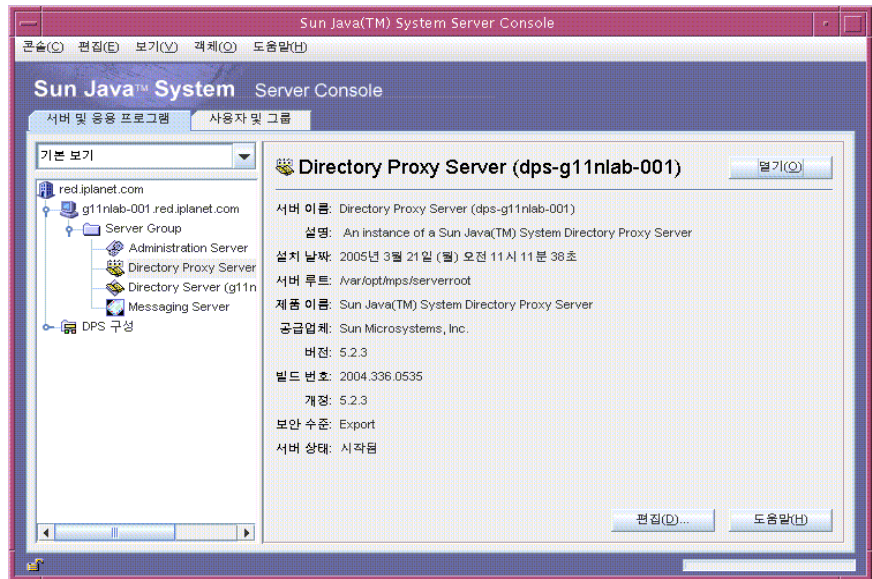 Sun Java(TM) System Server Console
콘솔(C) 편집(E) 보기(V) 객체(O) 도움말(H)
Sun Java™ System Server Console
서버 및 응용 프로그램 사용자 및 그룹
기본 보기
red.iplanet.com
g11nlab-001.red.iplanet.com
Server Group
Administration Server
Directory Proxy Server
Directory Server (g11n
Messaging Server
DPS 구성
Directory Proxy Server (dps-g11nlab-001)
열기(O)
서버 이름: Directory Proxy Server (dps-g11nlab-001)
설명: An instance of a Sun Java(TM) System Directory Proxy Server
설치 날짜: 2005년 3월 21일 (월) 오전 11시 11분 38초
서버 루트: /var/opt/mps/serverroot
제품 이름: Sun Java(TM) System Directory Proxy Server
공급업체: Sun Microsystems, Inc.
버전: 5.2.3
빌드 번호: 2004.336.0535
개정: 5.2.3
보안 수준: Export
서버 상태: 시작됨
편집(D)... 도움말(H)